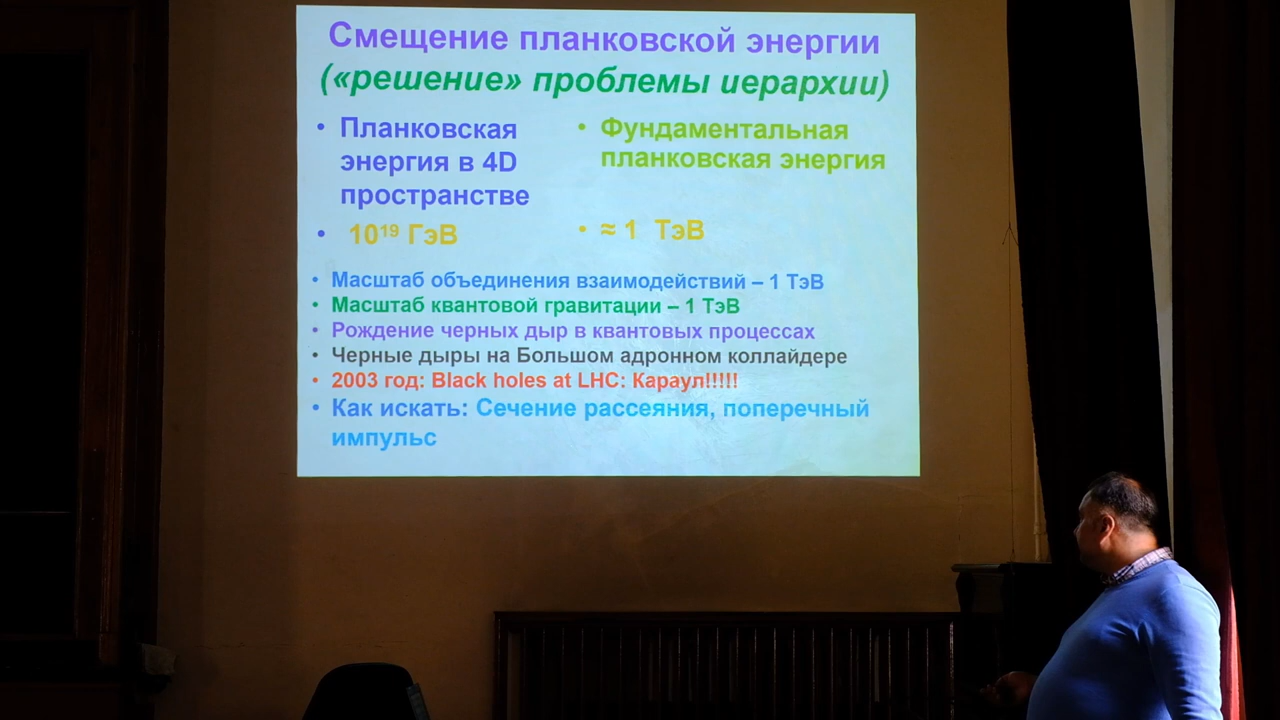 Смещение планковской энергии
(«решение» проблемы иерархии)
• Планковская
энергия в 4D
пространстве
• 10¹⁹ ГэВ
• Фундаментальная
планковская энергия
• ≈ 1 ТэВ
• Масштаб объединения взаимодействий – 1 ТэВ
• Масштаб квантовой гравитации – 1 ТэВ
• Рождение черных дыр в квантовых процессах
• Черные дыры на Большом адронном коллайдере
• 2003 год: Black holes at LHC: Караул!!!!!
• Как искать: Сечение рассеяния, поперечный
импульс